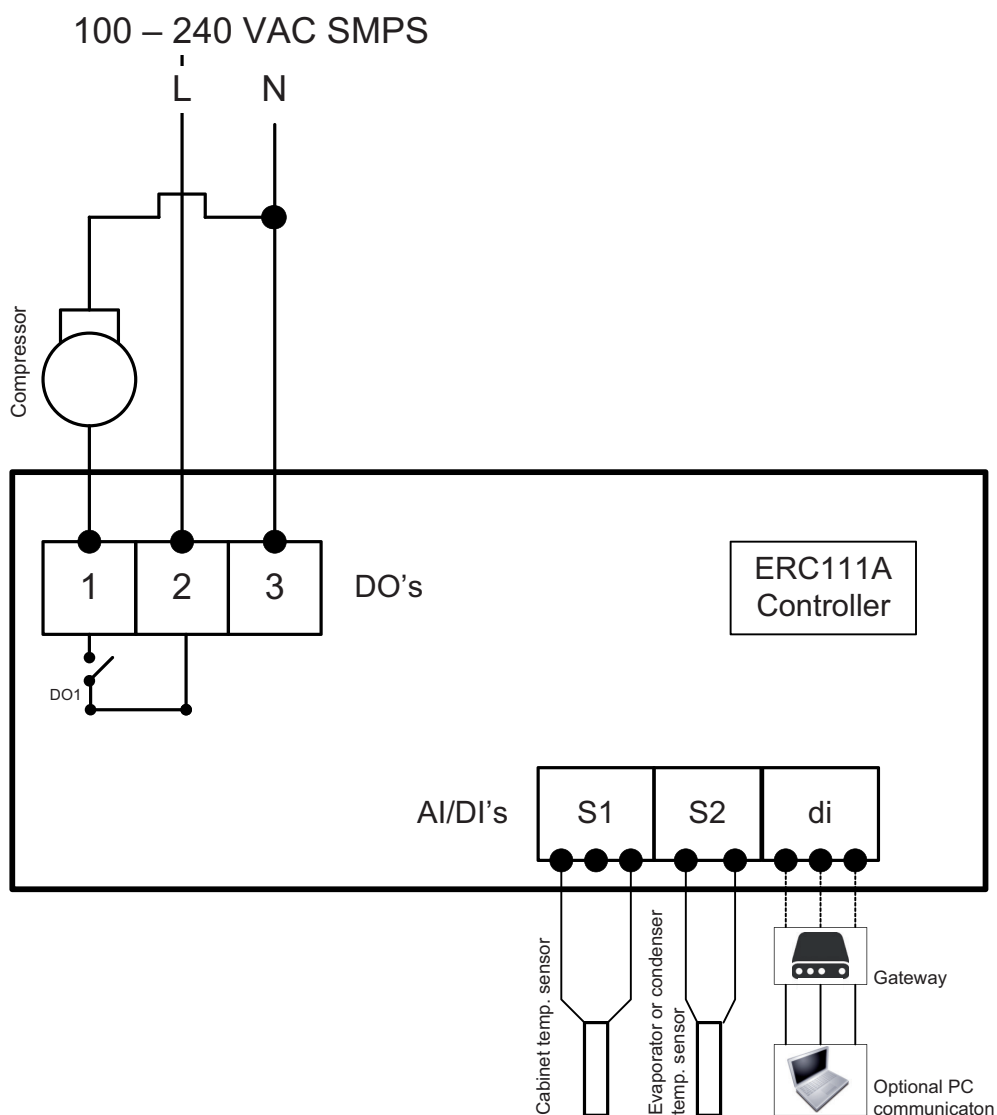 100 – 240 VAC SMPS
L N
Compressor
1 2 3 DO's
ERC111A
Controller
DO1
AI/DI's S1 S2 di
Cabinet temp. sensor
Evaporator or condenser
temp. sensor
Gateway
Optional PC
communicaton